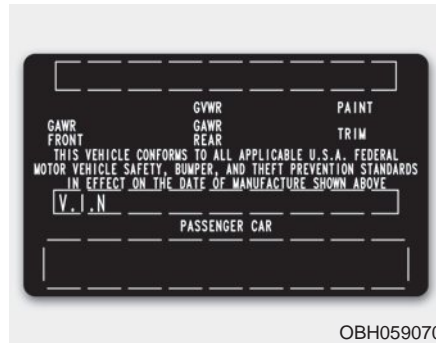 GVWR PAINT
GAWR GAWR
FRONT REAR TRIM
THIS VEHICLE CONFORMS TO ALL APPLICABLE U.S.A. FEDERAL
MOTOR VEHICLE SAFETY, BUMPER, AND THEFT PREVENTION STANDARDS
IN EFFECT ON THE DATE OF MANUFACTURE SHOWN ABOVE
V.I.N
PASSENGER CAR
OBH059070